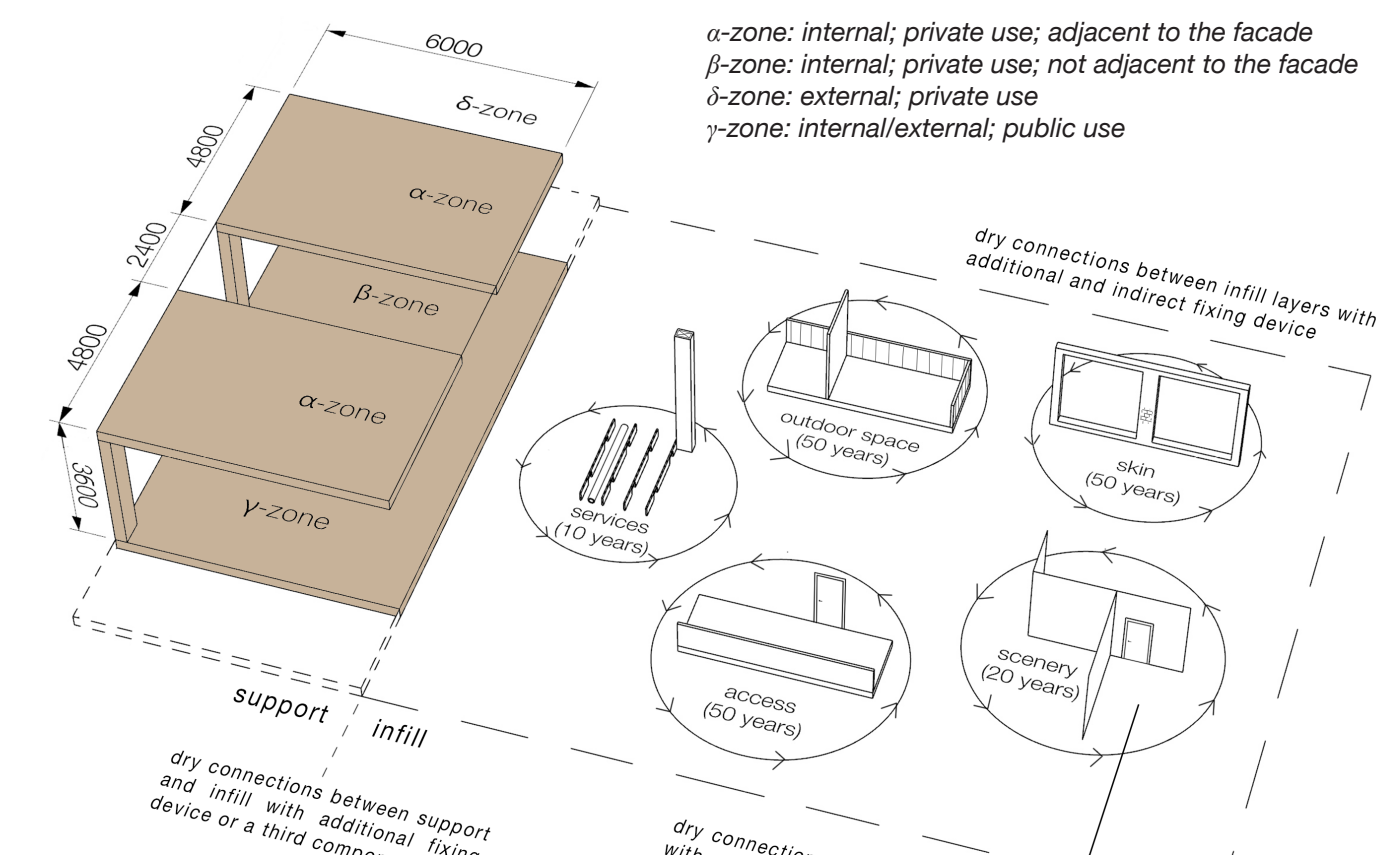 α-zone: internal; private use; adjacent to the facade
β-zone: internal; private use; not adjacent to the facade
δ-zone: external; private use
γ-zone: internal/external; public use
6000
δ-zone
4800
α-zone
2400
β-zone
4800
α-zone
3600
γ-zone
dry connections between infill layers with
additional and indirect fixing device
outdoor space
(50 years)
skin
(50 years)
services
(10 years)
scenery
(20 years)
access
(50 years)
support
infill
dry connections between support
and infill with additional fixing
device or a third
dry